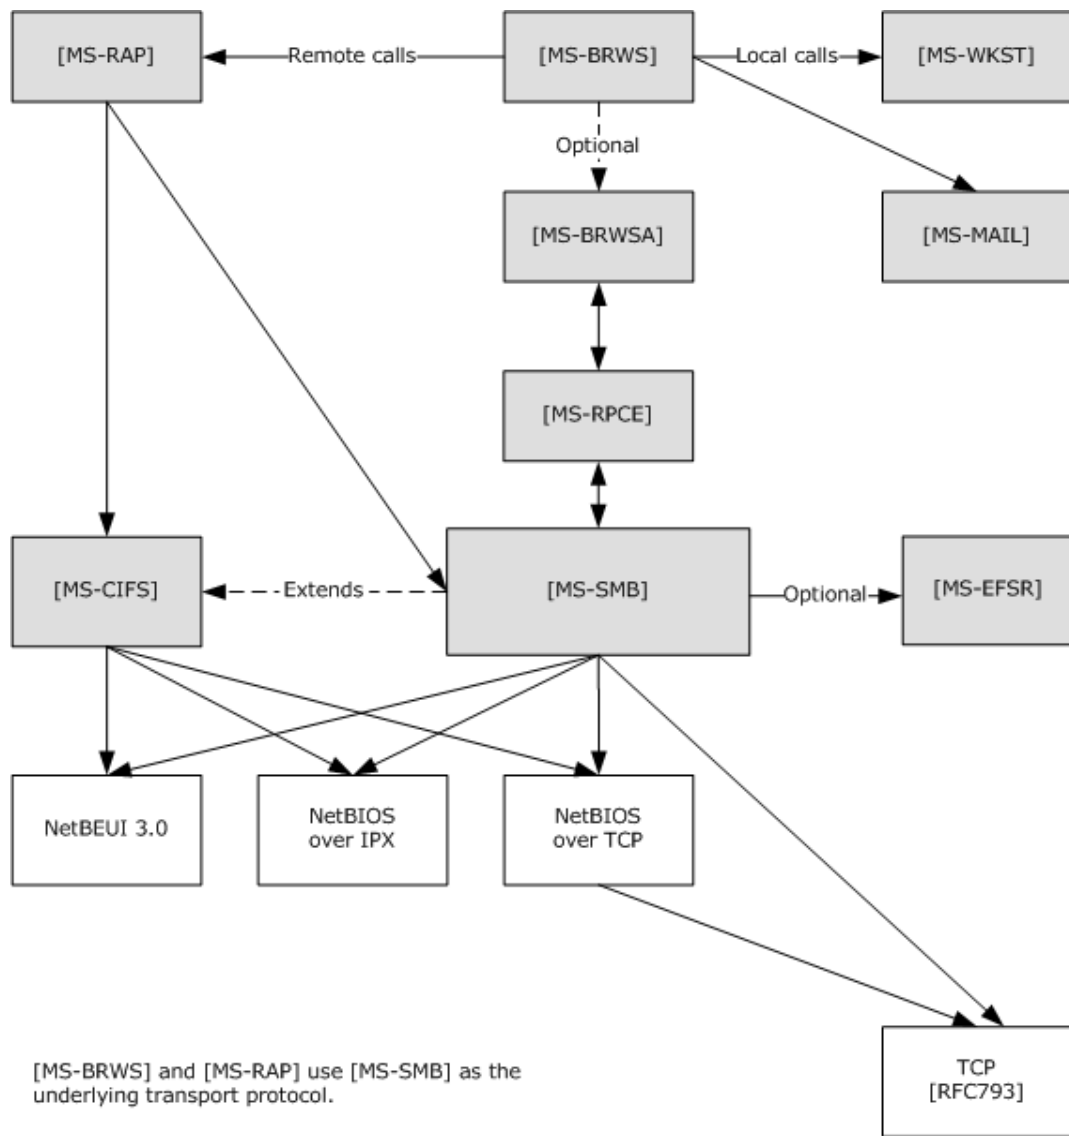 [MS-RAP]
Remote calls
[MS-BRWS]
Local calls
[MS-WKST]
Optional
[MS-BRWSA]
[MS-MAIL]
[MS-RPCE]
[MS-CIFS]
Extends
[MS-SMB]
Optional
[MS-EFSR]
NetBEUI 3.0
NetBIOS
over IPX
NetBIOS
over TCP
[MS-BRWS] and [MS-RAP] use [MS-SMB] as the
underlying transport protocol.
TCP
[RFC793]